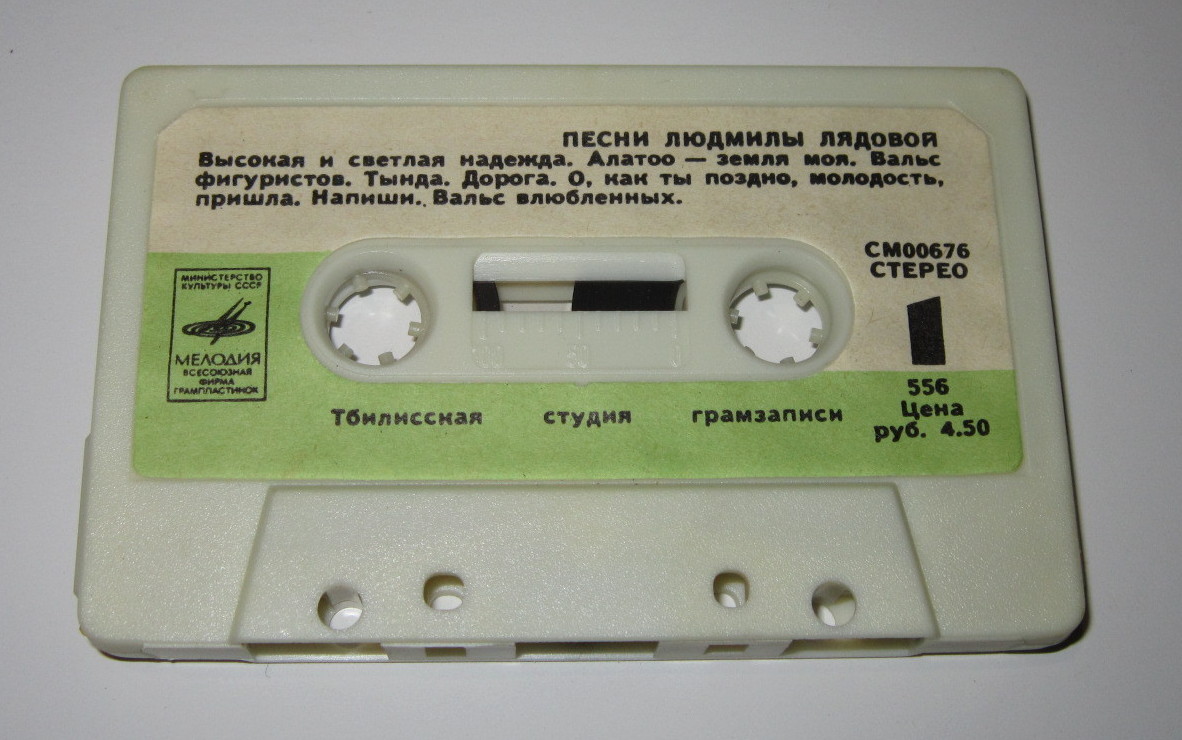 ПЕСНИ ЛЮДМИЛЫ ЛЯДОВОЙ
Высокая и светлая надежда. Алатоо — земля моя. Вальс
фигуристов. Тында. Дорога. О, как ты поздно, молодость,
пришла. Напиши. Вальс влюбленных.
СМ00676
СТЕРЕО
1
МИНИСТЕРСТВО
КУЛЬТУРЫ СССР
МЕЛОДИЯ
ВСЕСОЮЗНАЯ
ФИРМА
ГРАМПЛАСТИНОК
Тбилисская студия грамзаписи
556
Цена
руб. 4.50